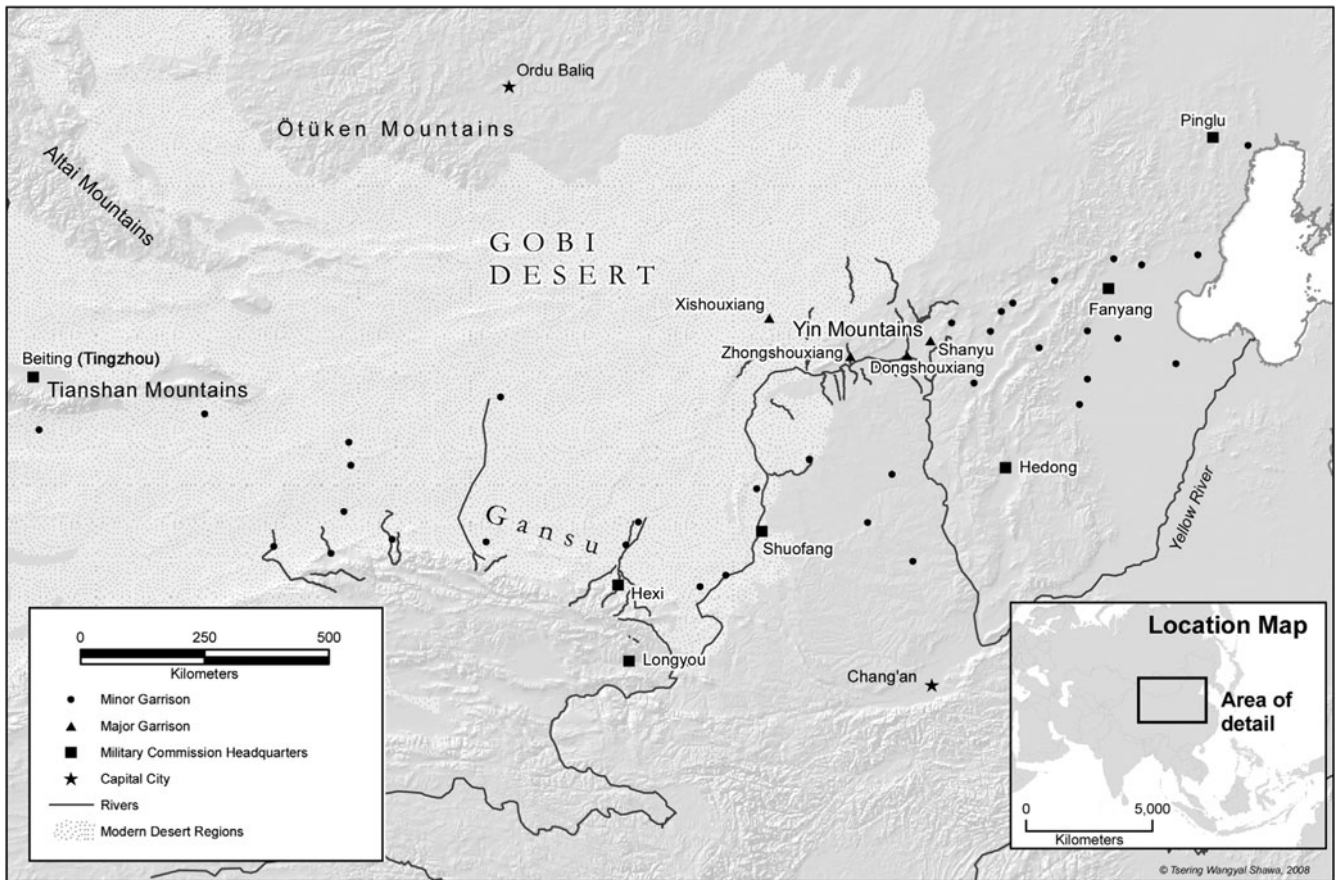 Ordu Baliq
Ötüken Mountains
Altai Mountains
Pinglu
GOBI
DESERT
Xishouxiang
Yin Mountains
Fanyang
Zhongshouxiang
Shanyu
Dongshouxiang
Beiting (Tingzhou)
Tianshan Mountains
Hedong
Yellow River
Gansu
Shuofang
Hexi
Longyou
Chang'an
0 250 500
Kilometers
Minor Garrison
Major Garrison
Military Commission Headquarters
Capital City
Rivers
Modern Desert Regions
Location Map
Area of
detail
0 5,000
Kilometers
© Tsering Wangyal Shawa, 2008